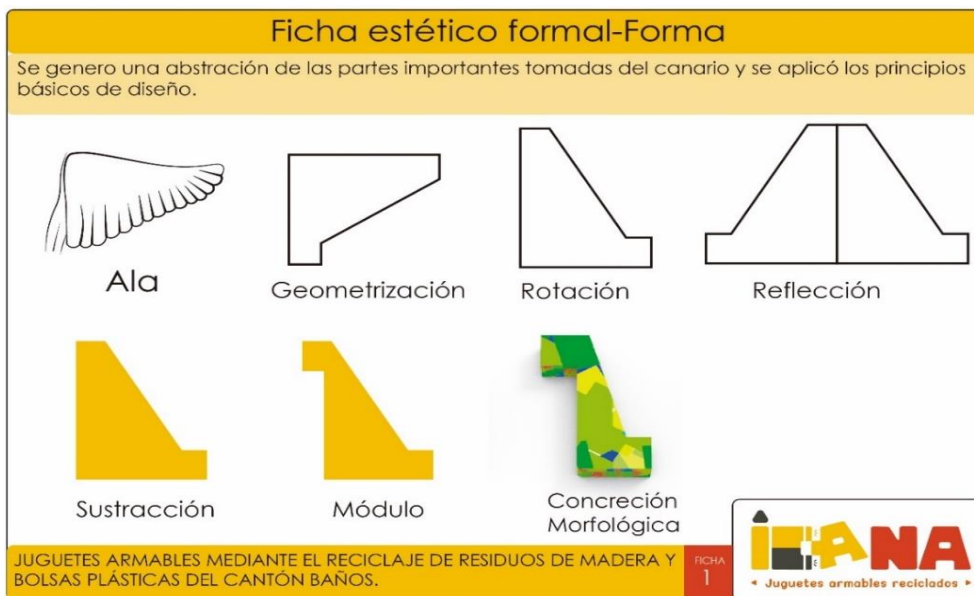 Ficha estético formal-Forma
Se genero una abstración de las partes importantes tomadas del canario y se aplicó los principios
básicos de diseño.
Ala
Geometrización
Rotación
Reflección
Sustracción
Módulo
Concreción
Morfológica
JUGUETES ARMABLES MEDIANTE EL RECICLAJE DE RESIDUOS DE MADERA Y
BOLSAS PLÁSTICAS DEL CANTÓN BAÑOS.
FICHA
1
Juguetes armables reciclados